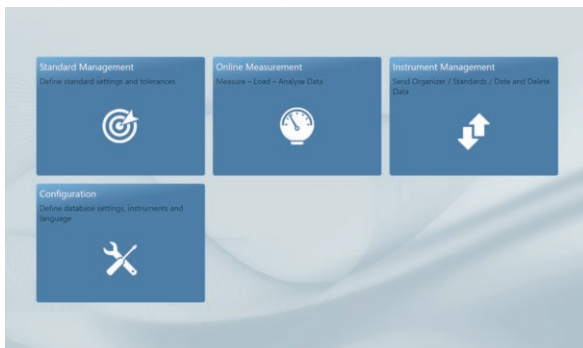 Standard Management
Define standard settings and tolerances
Online Measurement
Measure – Load – Analyse Data
Instrument Management
Send Organizer / Standards / Date and Delete
Data
Configuration
Define database settings, instruments and
language